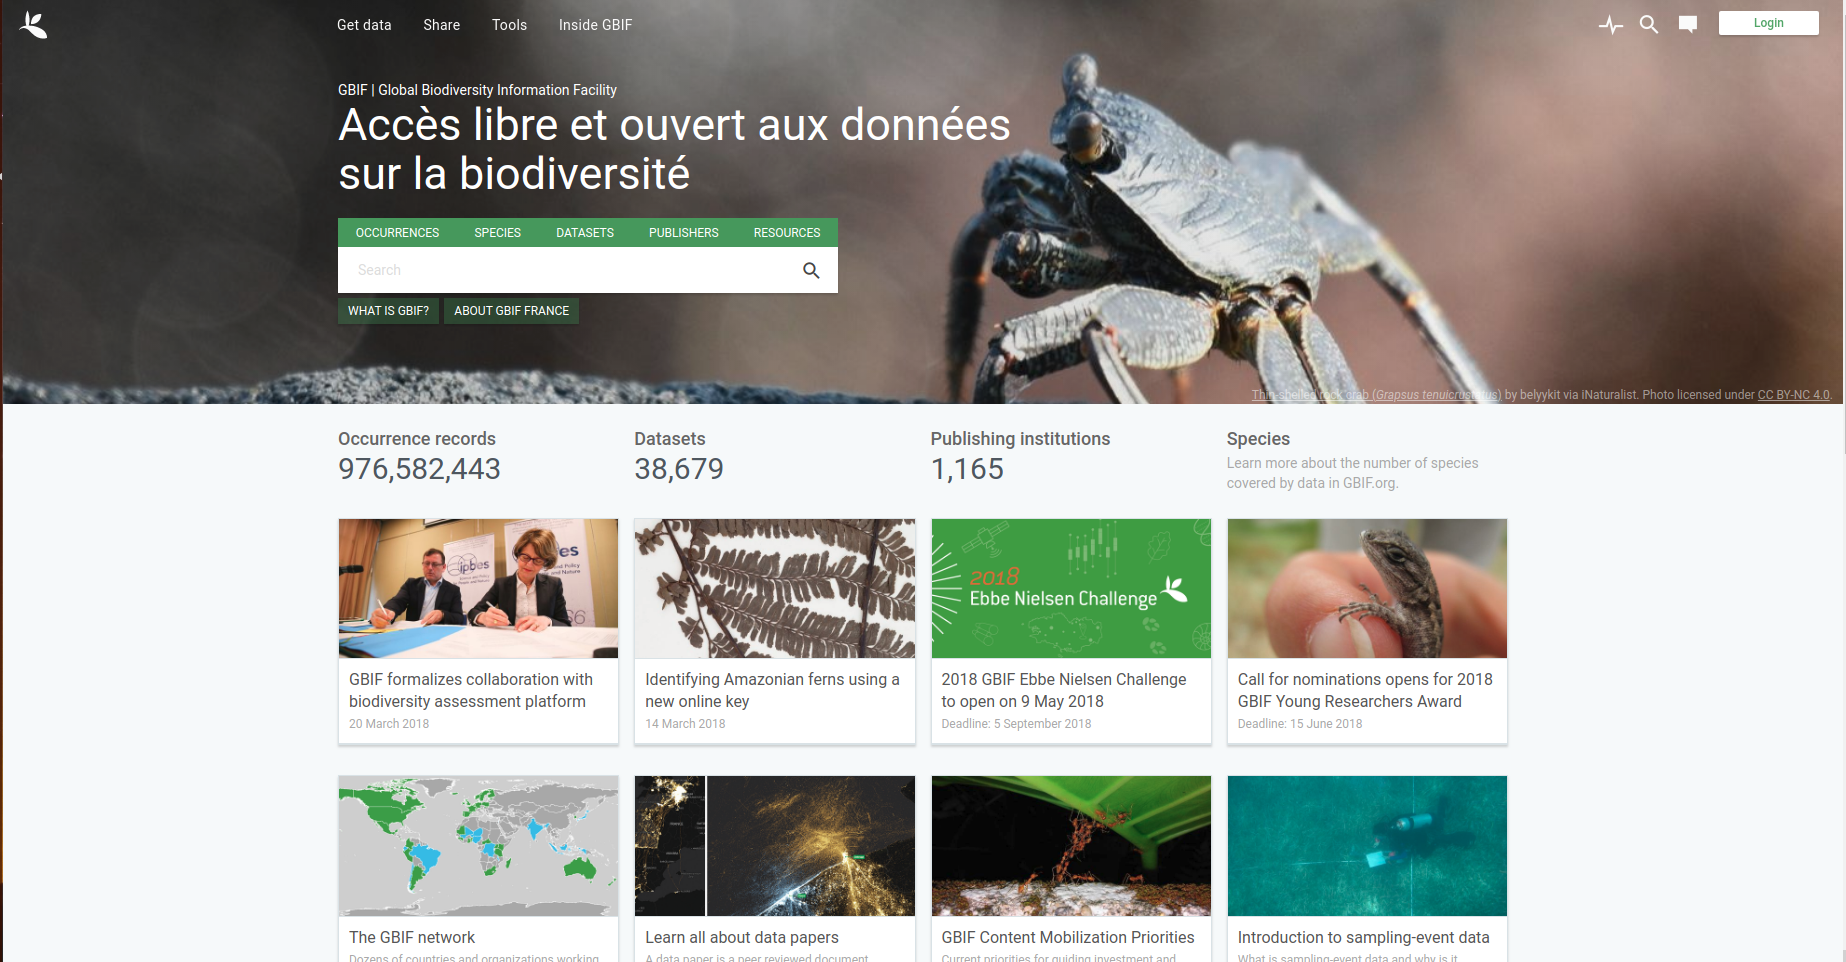 Get data Share Tools Inside GBIF Login
GBIF | Global Biodiversity Information Facility
Accès libre et ouvert aux données
sur la biodiversité
OCCURRENCES SPECIES DATASETS PUBLISHERS RESOURCES
Search
WHAT IS GBIF? ABOUT GBIF FRANCE
Thin-shelled rock crab (Grapsus tenuicrustatus) by belyykit via iNaturalist. Photo licensed under CC BY-NC 4.0.
Occurrence records
976,582,443
Datasets
38,679
Publishing institutions
1,165
Species
Learn more about the number of species
covered by data in GBIF.org.
ipbes
GBIF formalizes collaboration with
biodiversity assessment platform
20 March 2018
Identifying Amazonian ferns using a
new online key
14 March 2018
2018
Ebbe Nielsen Challenge
2018 GBIF Ebbe Nielsen Challenge
to open on 9 May 2018
Deadline: 5 September 2018
Call for nominations opens for 2018
GBIF Young Researchers Award
Deadline: 15 June 2018
The GBIF network
Dozens of countries and organizations working
Learn all about data papers
A data paper is a peer reviewed document
GBIF Content Mobilization Priorities
Current priorities for guiding investment and
Introduction to sampling-event data
What is sampling-event data and why is it